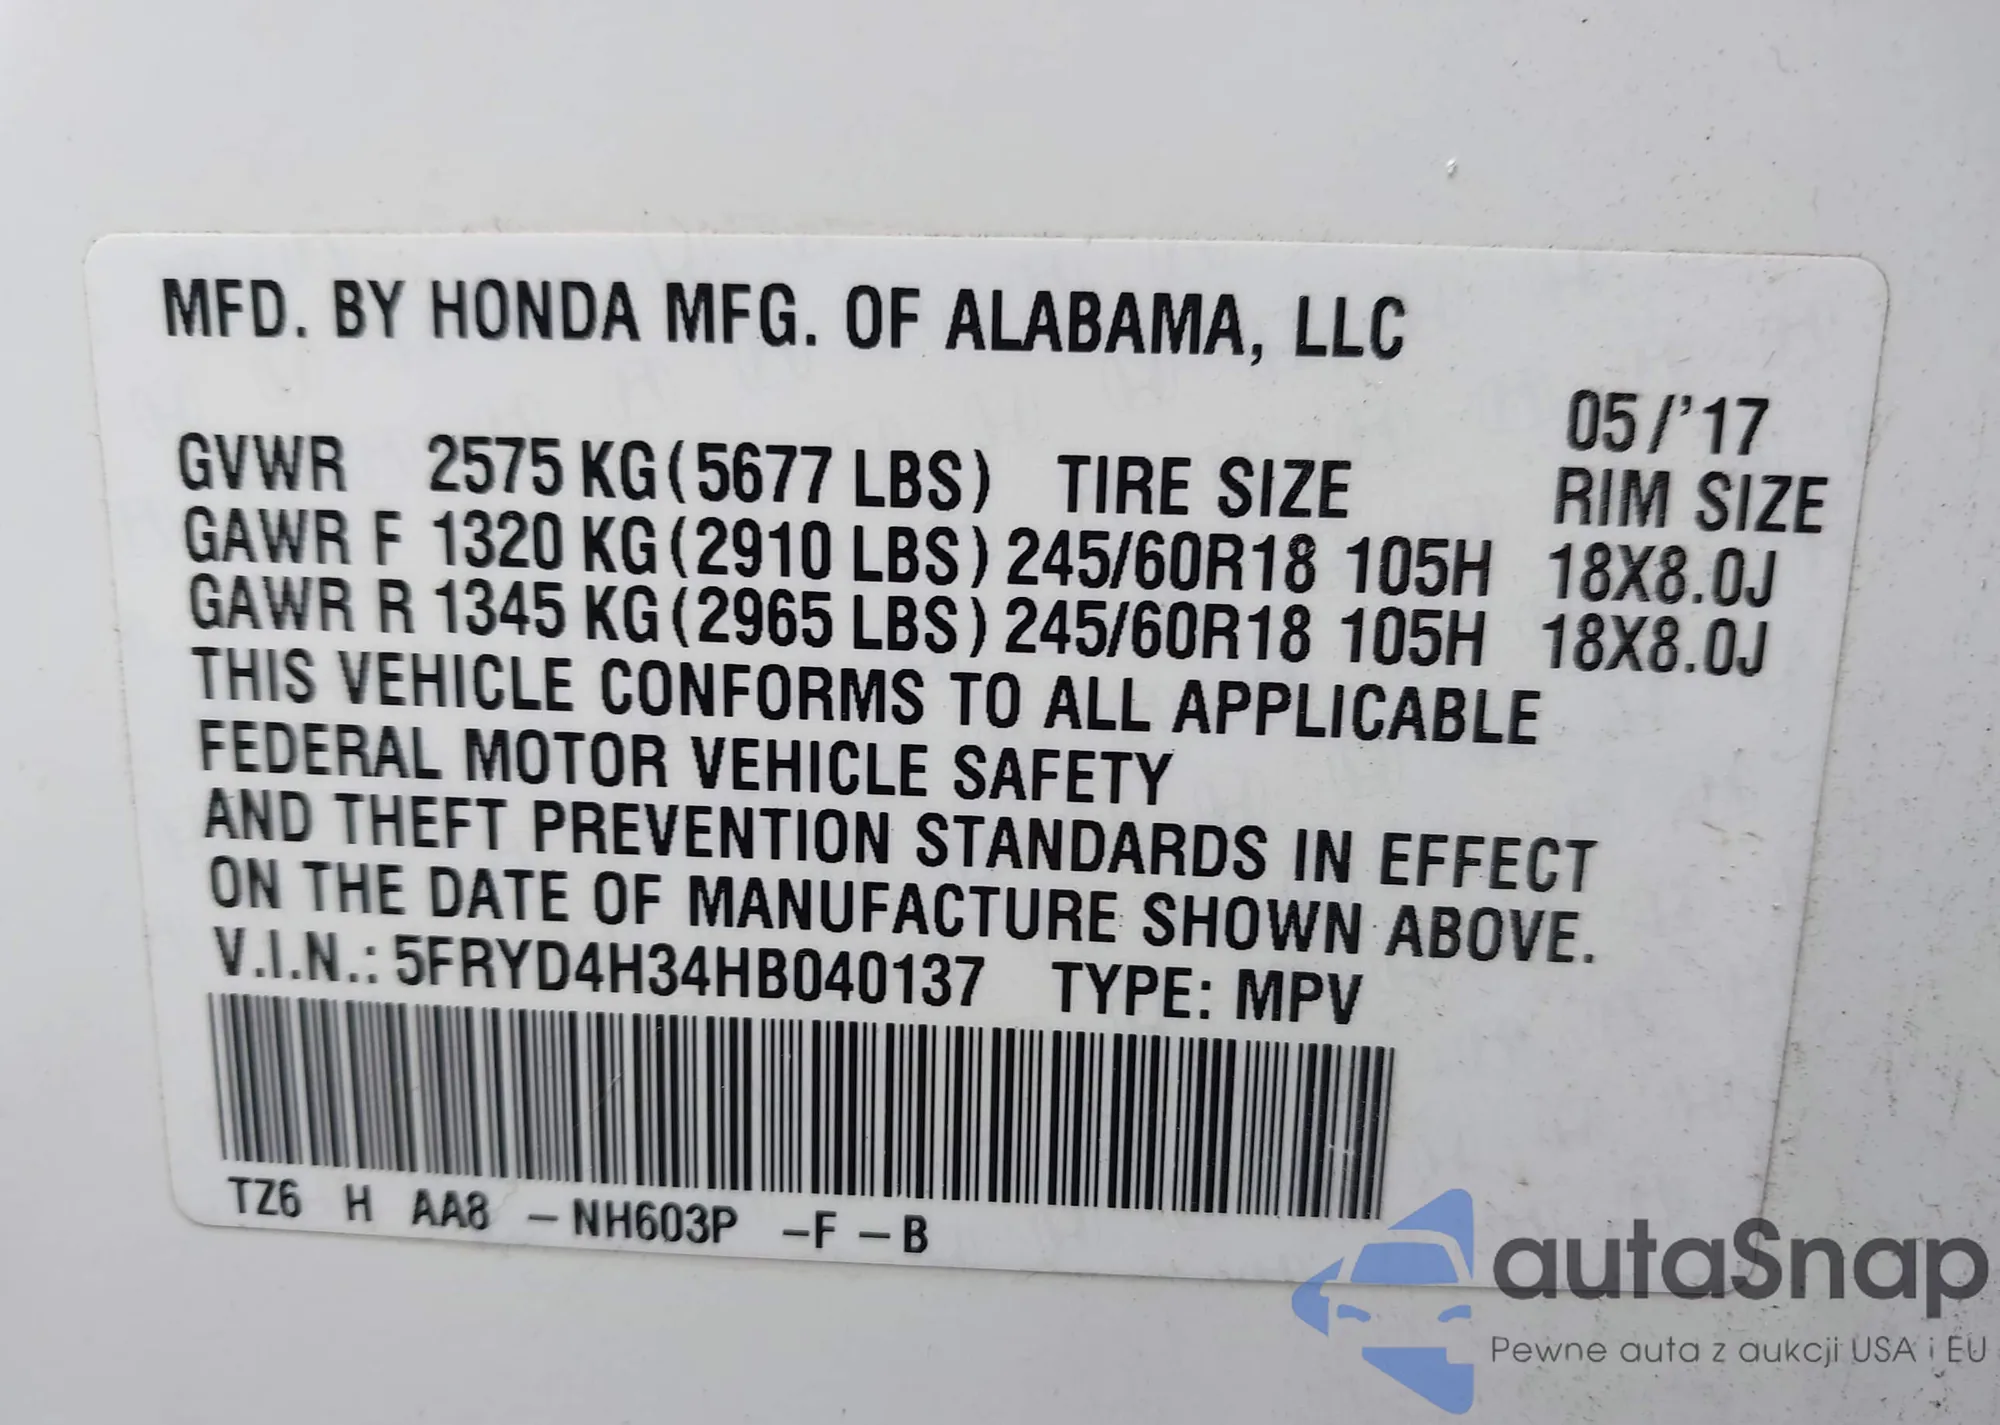 MFD. BY HONDA MFG. OF ALABAMA, LLC
05/'17
GVWR 2575 KG (5677 LBS) TIRE SIZE RIM SIZE
GAWR F 1320 KG (2910 LBS) 245/60R18 105H 18X8.0J
GAWR R 1345 KG (2965 LBS) 245/60R18 105H 18X8.0J
THIS VEHICLE CONFORMS TO ALL APPLICABLE
FEDERAL MOTOR VEHICLE SAFETY
AND THEFT PREVENTION STANDARDS IN EFFECT
ON THE DATE OF MANUFACTURE SHOWN ABOVE.
V.I.N.: 5FRYD4H34HB040137 TYPE: MPV
TZ6 H AA8 – NH603P –F – B
autaSnap
Pewne auta z aukcji USA i EU